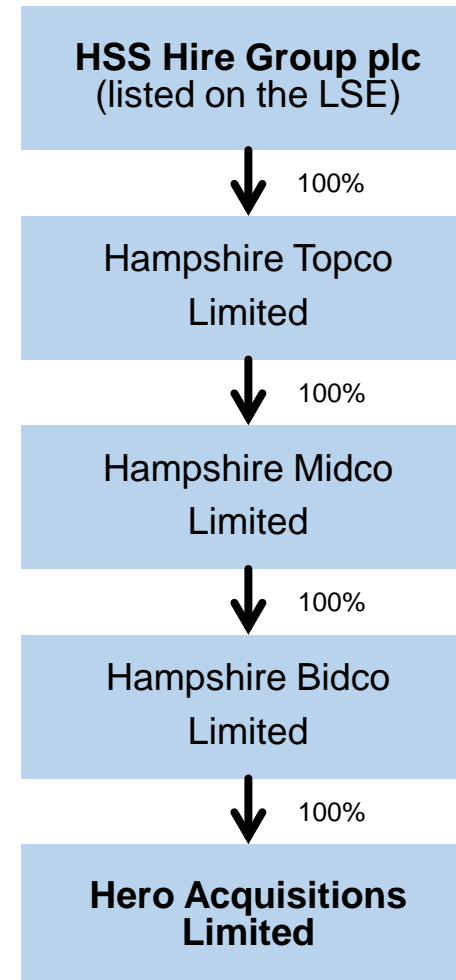 HSS Hire Group plc
(listed on the LSE)
100%
Hampshire Topco
Limited
100%
Hampshire Midco
Limited
100%
Hampshire Bidco
Limited
100%
Hero Acquisitions
Limited